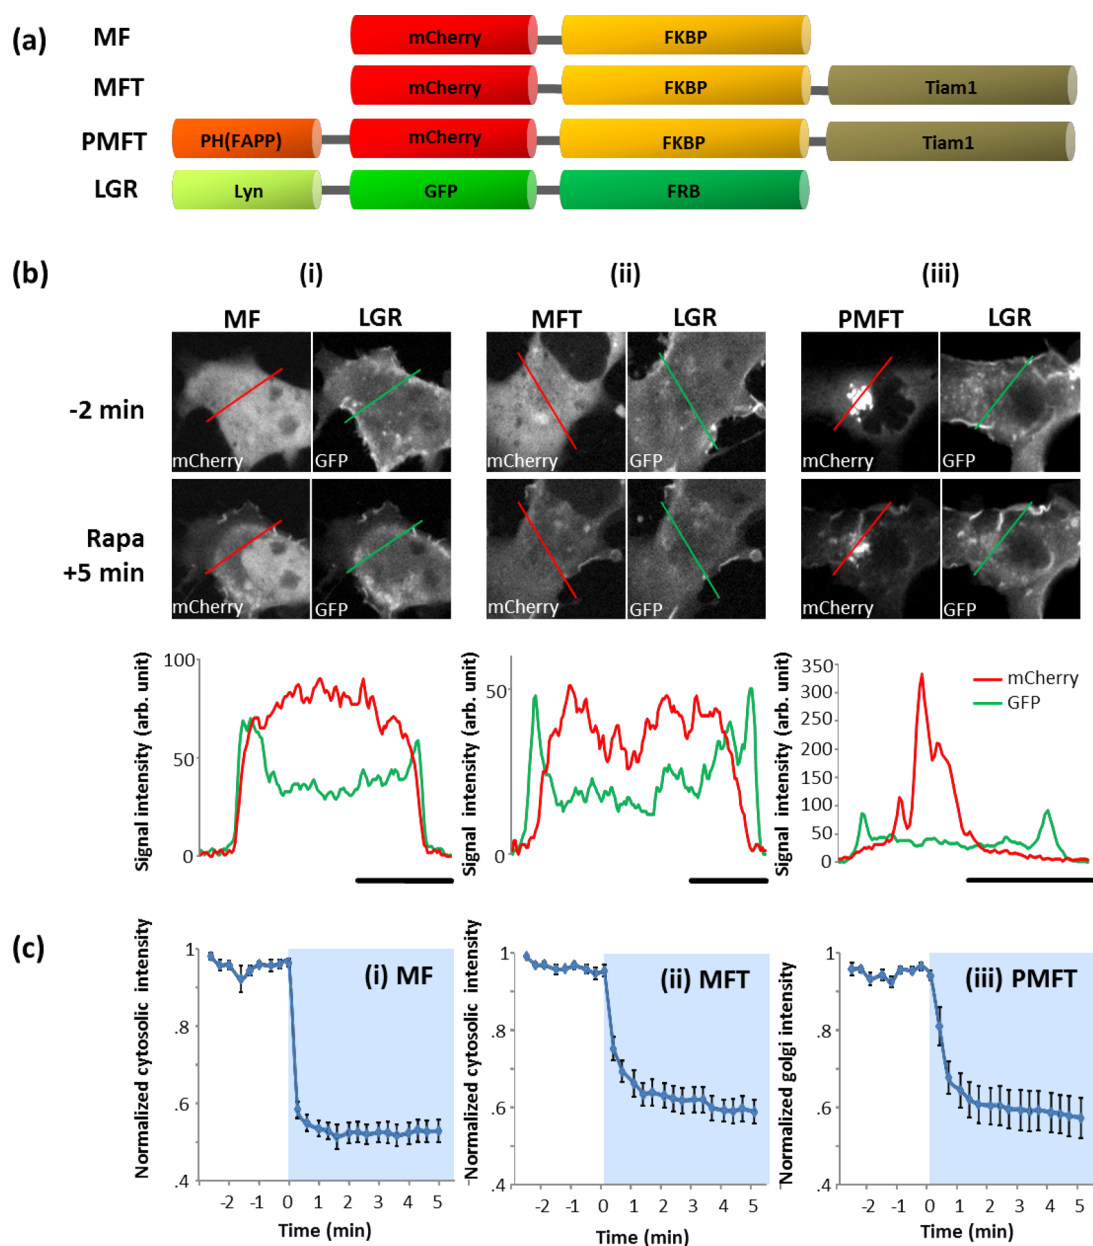 (a)
MF
mCherry FKBP
MFT
mCherry FKBP Tiam1
PMFT
PH(FAPP) mCherry FKBP Tiam1
LGR
Lyn GFP FRB
(b)
(i) (ii) (iii)
MF LGR MFT LGR PMFT LGR
-2 min
mCherry GFP mCherry GFP mCherry GFP
Rapa
+5 min
mCherry GFP mCherry GFP mCherry GFP
Signal intensity (arb. unit)
100
50
0
Signal intensity (arb. unit)
50
0
Signal intensity (arb. unit)
350
300
250
200
150
100
50
0
mCherry
GFP
(c)
Normalized cytosolic intensity
1
.8
.6
.4
(i) MF
-2 -1 0 1 2 3 4 5
Time (min)
Normalized cytosolic intensity
1
.8
.6
.4
(ii) MFT
-2 -1 0 1 2 3 4 5
Time (min)
Normalized golgi intensity
1
.8
.6
.4
(iii) PMFT
-2 -1 0 1 2 3 4 5
Time (min)